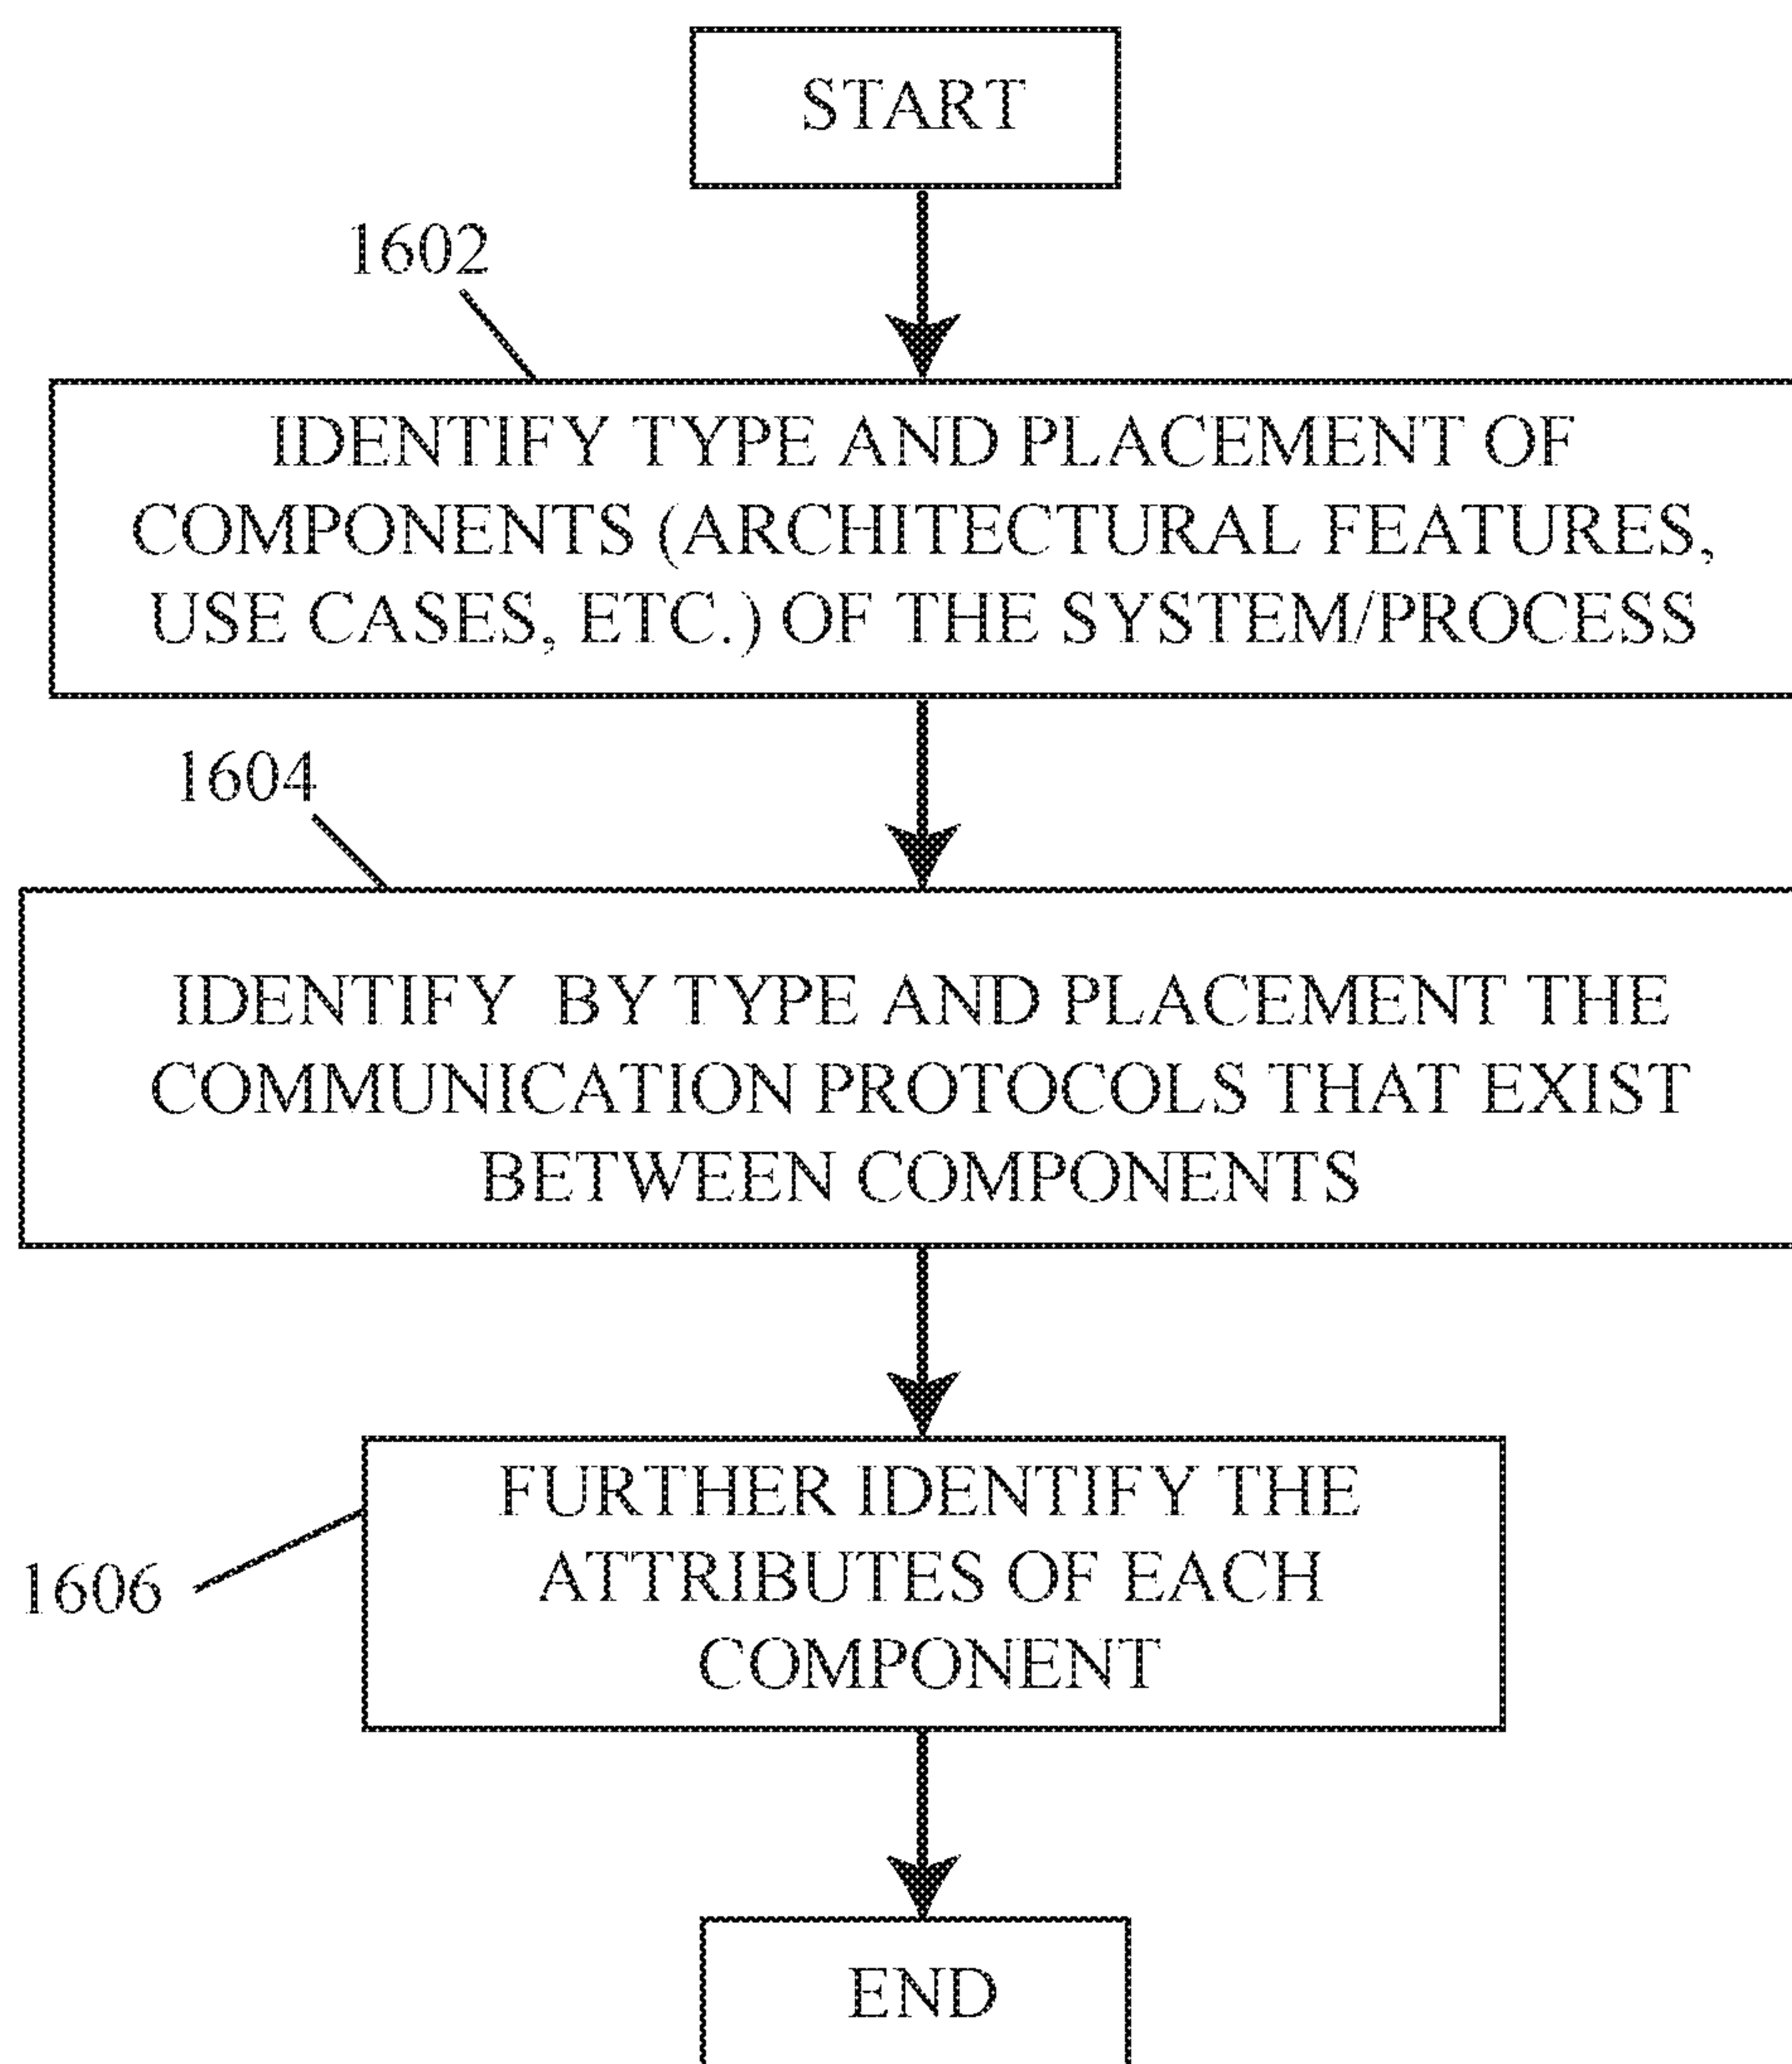 START
1602
IDENTIFY TYPE AND PLACEMENT OF
COMPONENTS (ARCHITECTURAL FEATURES,
USE CASES, ETC.) OF THE SYSTEM/PROCESS
1604
IDENTIFY BY TYPE AND PLACEMENT THE
COMMUNICATION PROTOCOLS THAT EXIST
BETWEEN COMPONENTS
FURTHER IDENTIFY THE
ATTRIBUTES OF EACH
COMPONENT
1606
END